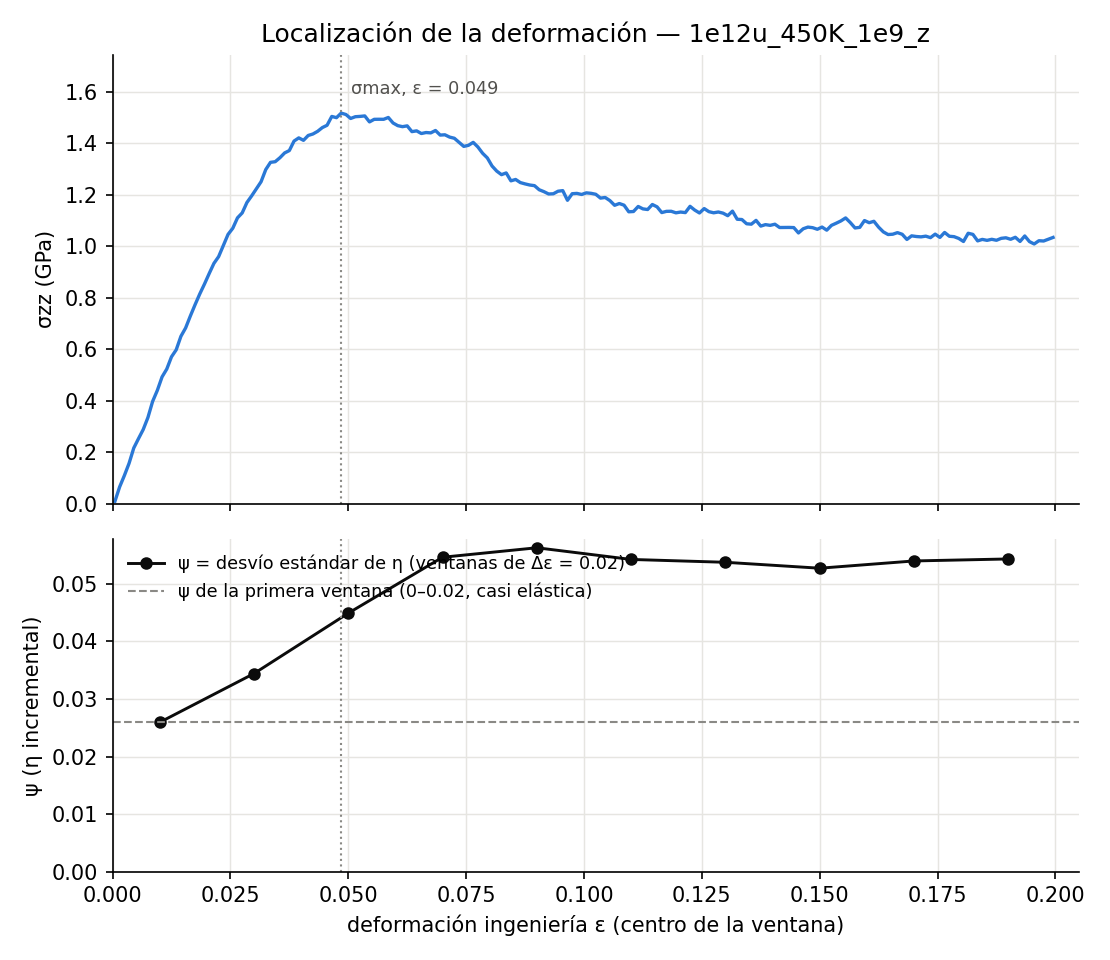 Localización de la deformación — 1e12u_450K_1e9_z
σmax, ε = 0.049
σzz (GPa)
1.6
1.4
1.2
1.0
0.8
0.6
0.4
0.2
0.0
ψ = desvío estándar de η (ventanas de Δε = 0.02)
ψ de la primera ventana (0–0.02, casi elástica)
ψ (η incremental)
0.05
0.04
0.03
0.02
0.01
0.00
0.000 0.025 0.050 0.075 0.100 0.125 0.150 0.175 0.200
deformación ingeniería ε (centro de la ventana)